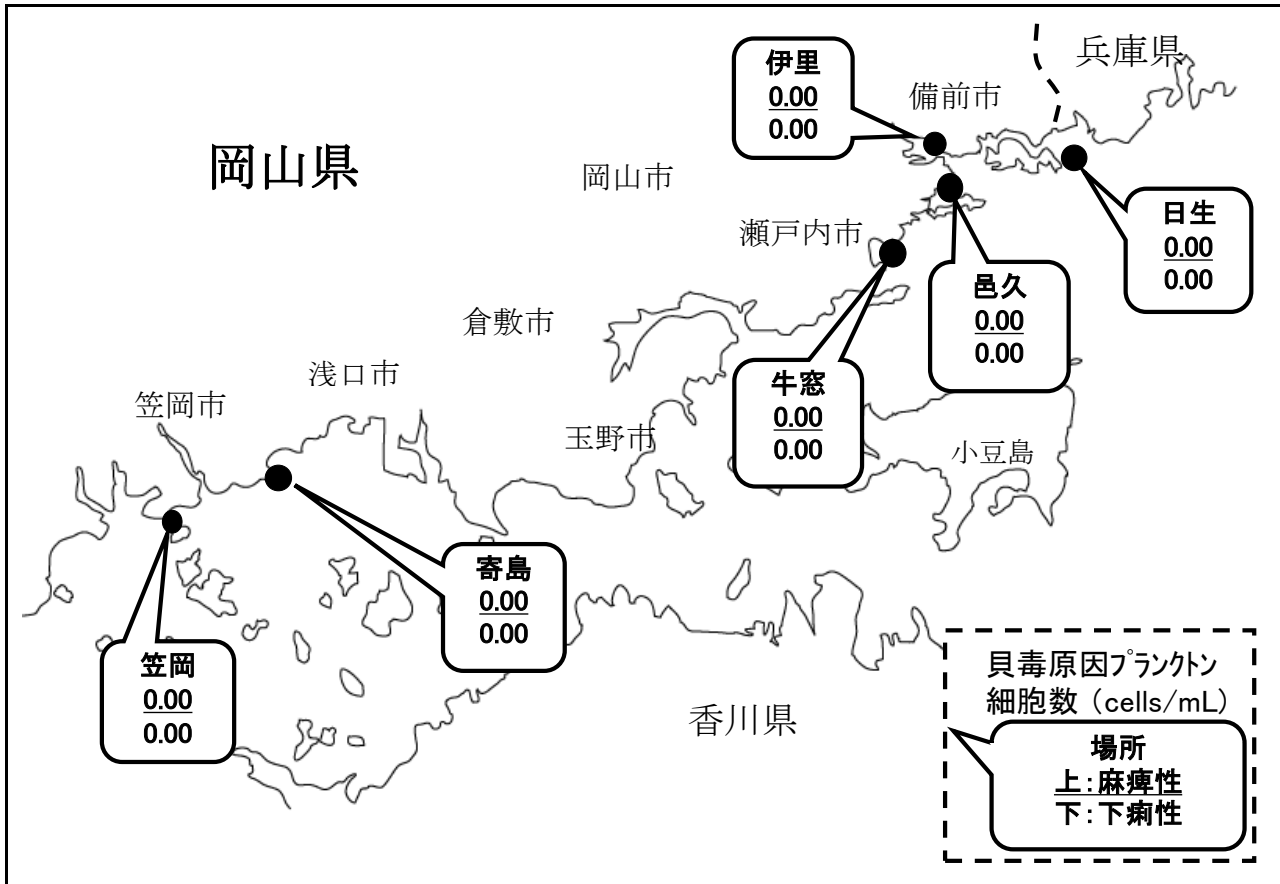 兵庫県
伊里
0.00
0.00
備前市
岡山県
岡山市
日生
0.00
0.00
瀬戸内市
邑久
0.00
0.00
倉敷市
牛窓
0.00
0.00
浅口市
笠岡市
玉野市
小豆島
寄島
0.00
0.00
笠岡
0.00
0.00
香川県
貝毒原因プランクトン
細胞数 (cells/mL)
場所
上:麻痺性
下:下痢性